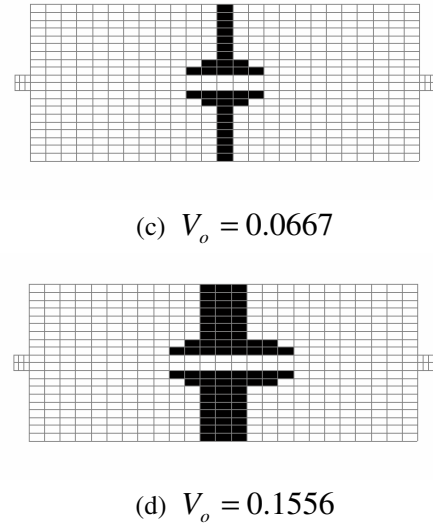 (c) V_o = 0.0667
(d) V_o = 0.1556